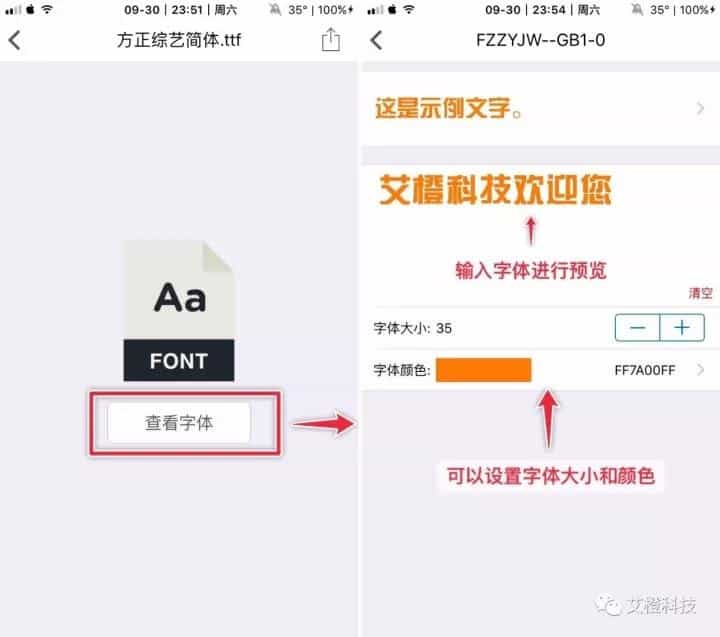 09-30 | 23:51 | 周六
35° | 100%
方正综艺简体.ttf
Aa
FONT
查看字体
09-30 | 23:54 | 周六
35° | 100%
FZZYJW--GB1-0
这是示例文字。
艾橙科技欢迎您
输入字体进行预览
清空
字体大小: 35
字体颜色:
FF7A00FF
可以设置字体大小和颜色
艾橙科技